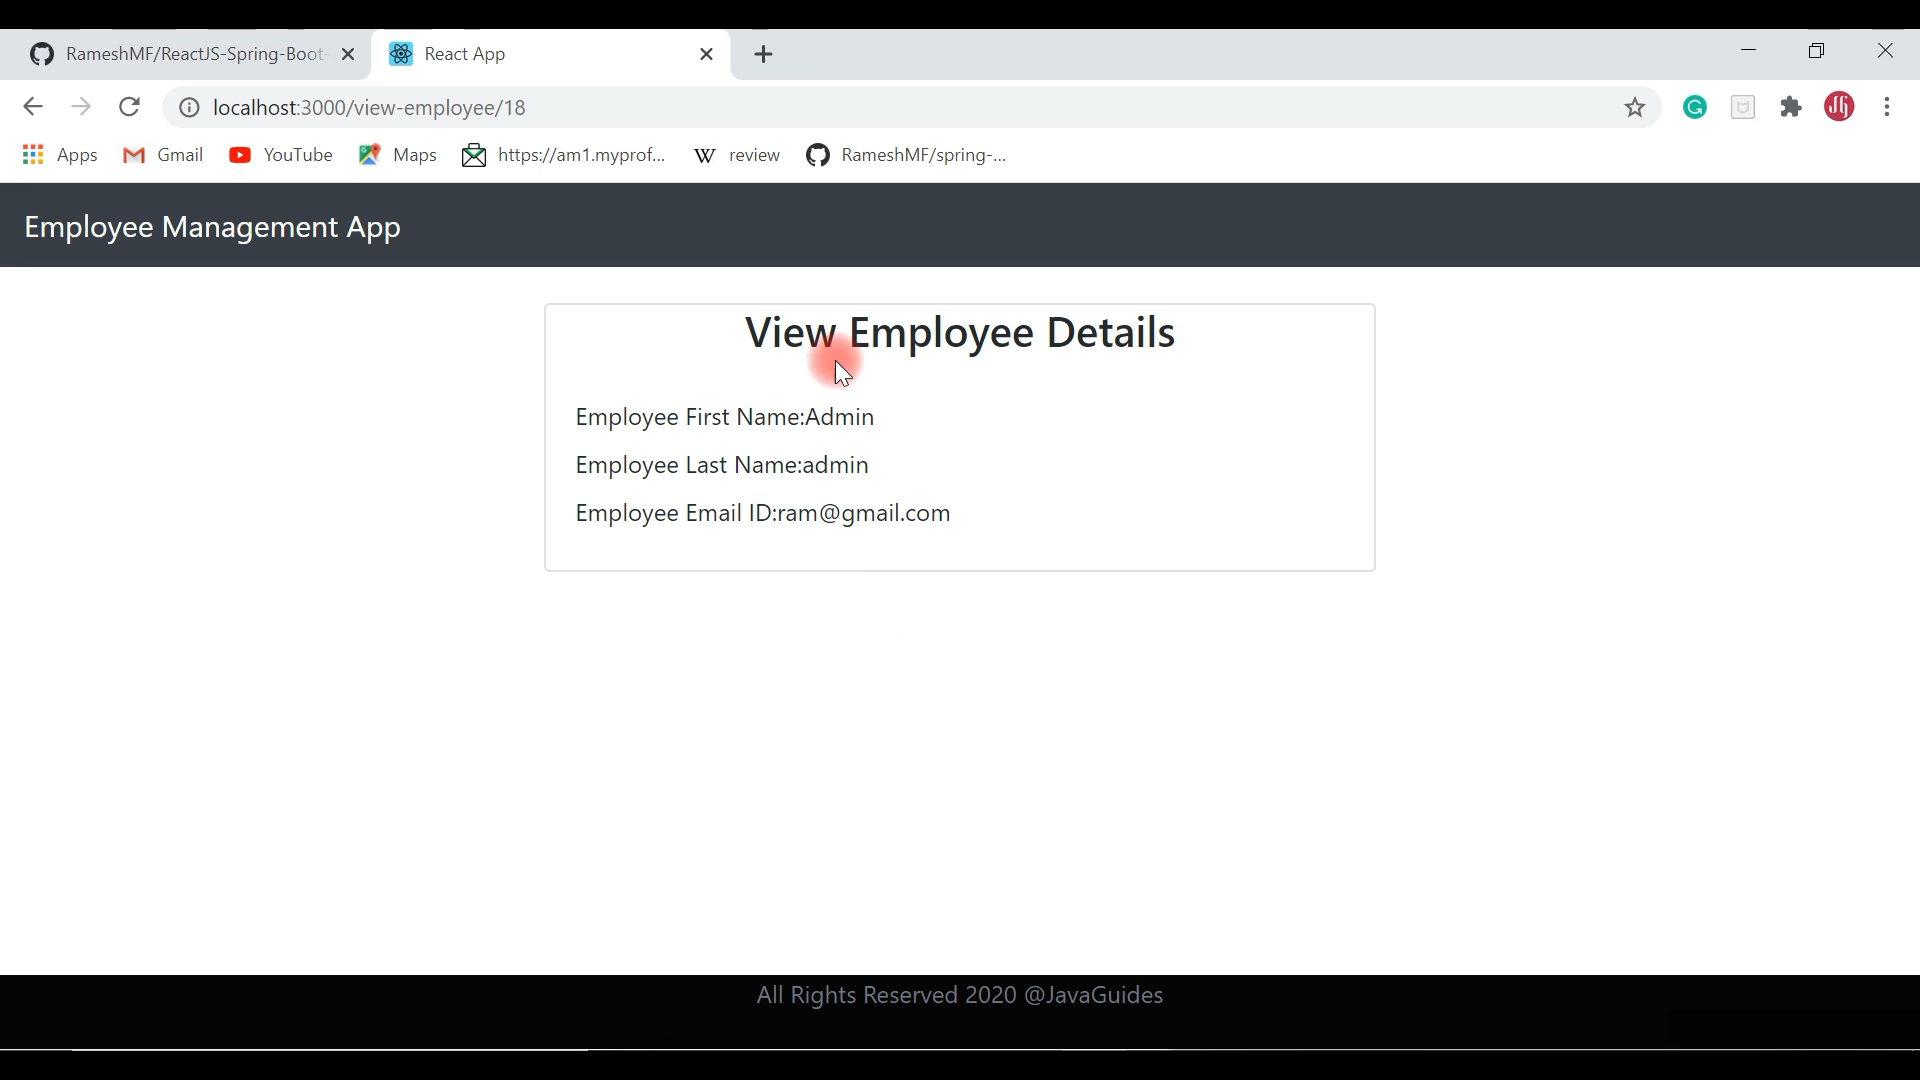 RameshMF/ReactJS-Spring-Boot-
React App
localhost:3000/view-employee/18
Apps
Gmail
YouTube
Maps
https://am1.myprof...
W review
RameshMF/spring-...
Employee Management App
View Employee Details
Employee First Name:Admin
Employee Last Name:admin
Employee Email ID:ram@gmail.com
All Rights Reserved 2020 @JavaGuides